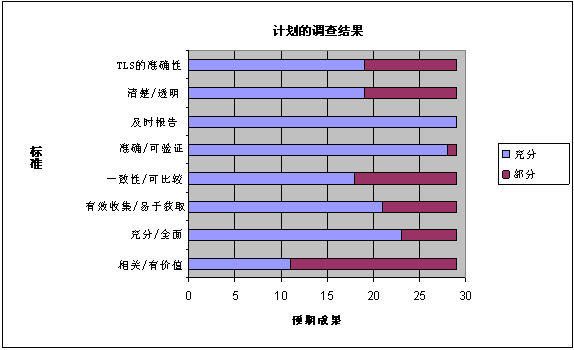 计划的调查结果
TLS的准确性
清楚/透明
及时报告
准确/可验证
一致性/可比较
有效收集/易于获取
充分/全面
相关/有价值
标准
0 5 10 15 20 25 30
预期成果
充分
部分